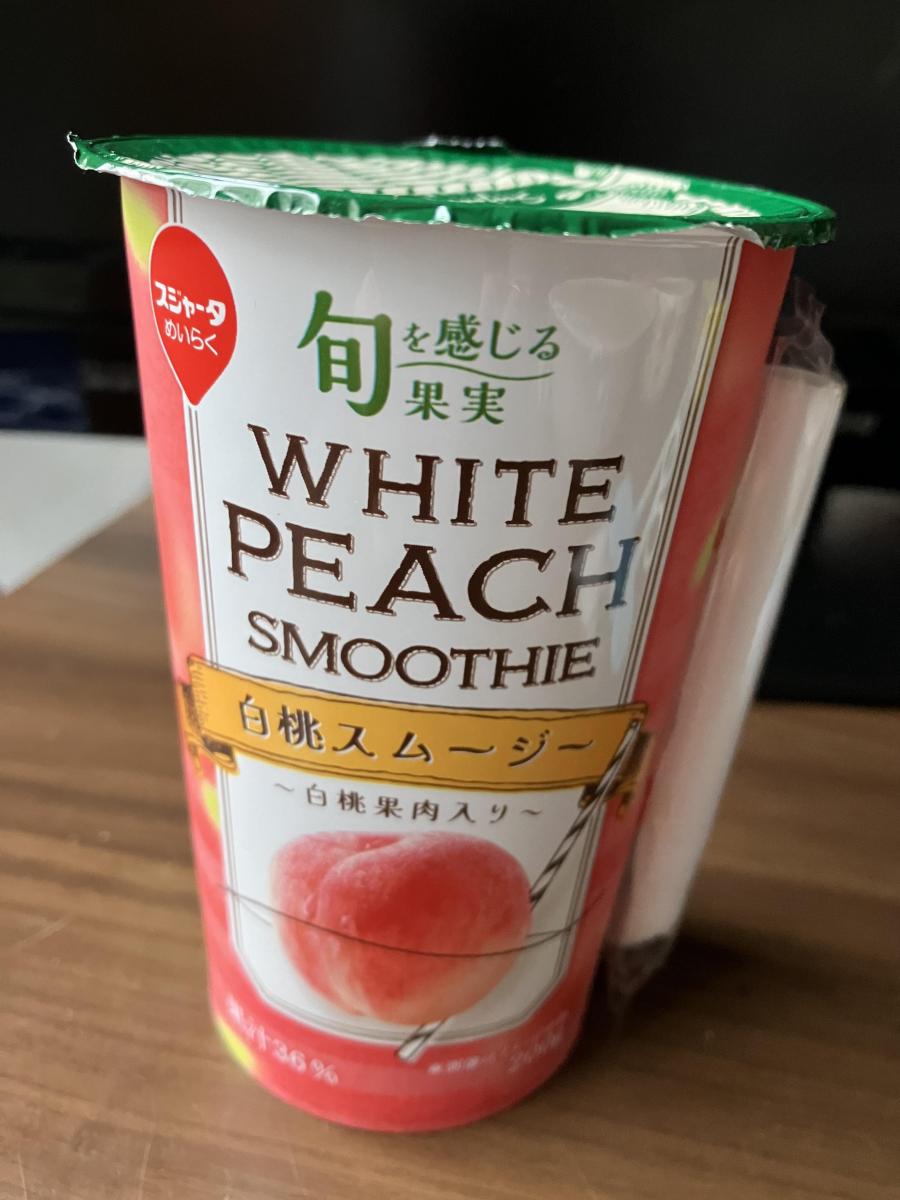 スジャータ
めいらく
旬を感じる
果実
WHITE
PEACH
SMOOTHIE
白桃スムージー
～白桃果肉入り～
果汁36%
200g